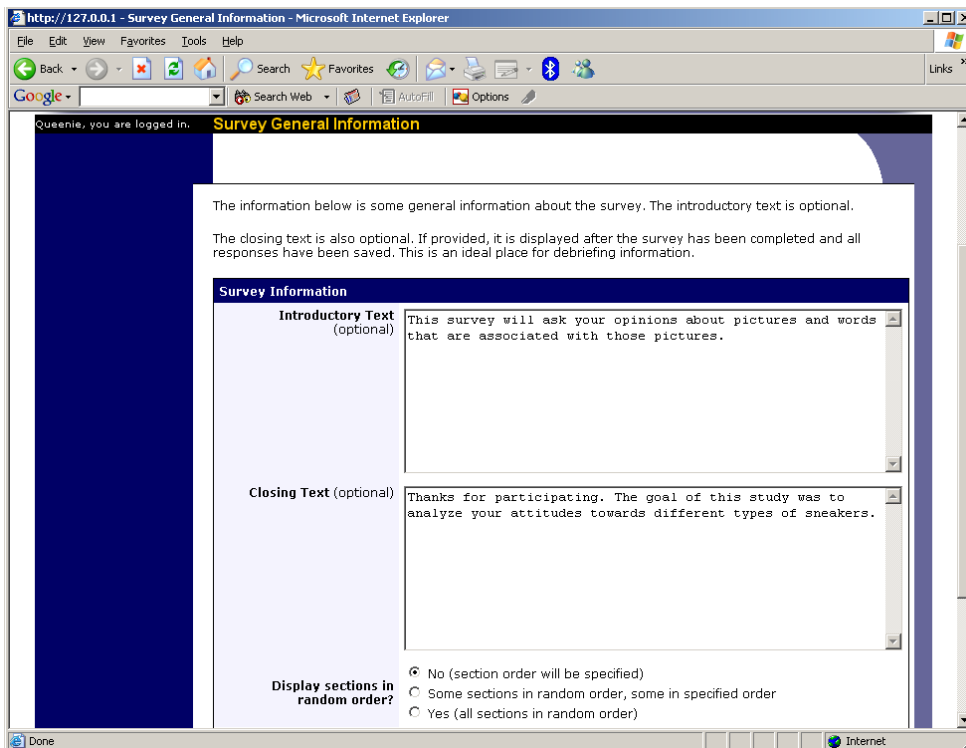 http://127.0.0.1 - Survey General Information - Microsoft Internet Explorer
File Edit View Favorites Tools Help
Back Search Favorites Links »
Google Search Web AutoFill Options
Queenie, you are logged in. Survey General Information
The information below is some general information about the survey. The introductory text is optional.
The closing text is also optional. If provided, it is displayed after the survey has been completed and all
responses have been saved. This is an ideal place for debriefing information.
Survey Information
Introductory Text
(optional)
This survey will ask your opinions about pictures and words
that are associated with those pictures.
Closing Text (optional)
Thanks for participating. The goal of this study was to
analyze your attitudes towards different types of sneakers.
Display sections in
random order?
No (section order will be specified)
Some sections in random order, some in specified order
Yes (all sections in random order)
Done Internet